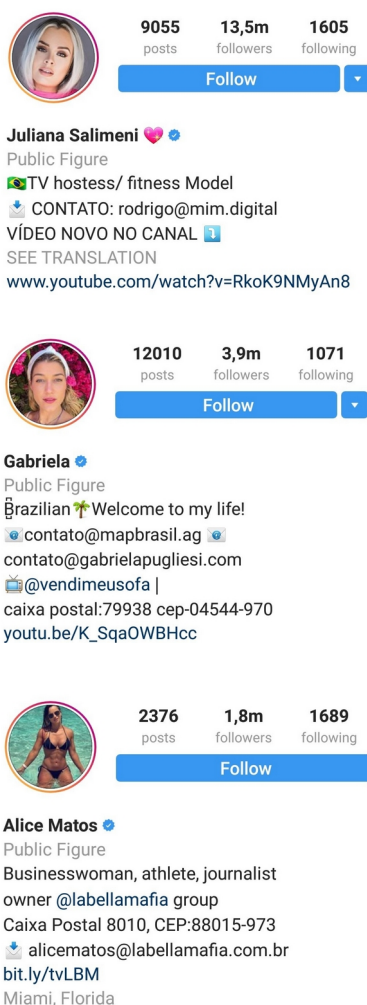 9055 13,5m 1605
posts followers following
Follow
Juliana Salimeni 💖
Public Figure
🇧🇷TV hostess/ fitness Model
📩 CONTATO: rodrigo@mim.digital
VÍDEO NOVO NO CANAL ⤵️
SEE TRANSLATION
www.youtube.com/watch?v=RkoK9NMyAn8
12010 3,9m 1071
posts followers following
Follow
Gabriela
Public Figure
Brazilian🌴Welcome to my life!
📧contato@mapbrasil.ag 📧
contato@gabrielapugliesi.com
📺@vendimeusofa |
caixa postal:79938 cep-04544-970
youtu.be/K_SqaOWBHcc
2376 1,8m 1689
posts followers following
Follow
Alice Matos
Public Figure
Businesswoman, athlete, journalist
owner @labellamafia group
Caixa Postal 8010, CEP:88015-973
📩 alicematos@labellamafia.com.br
bit.ly/tvLBM
Miami, Florida